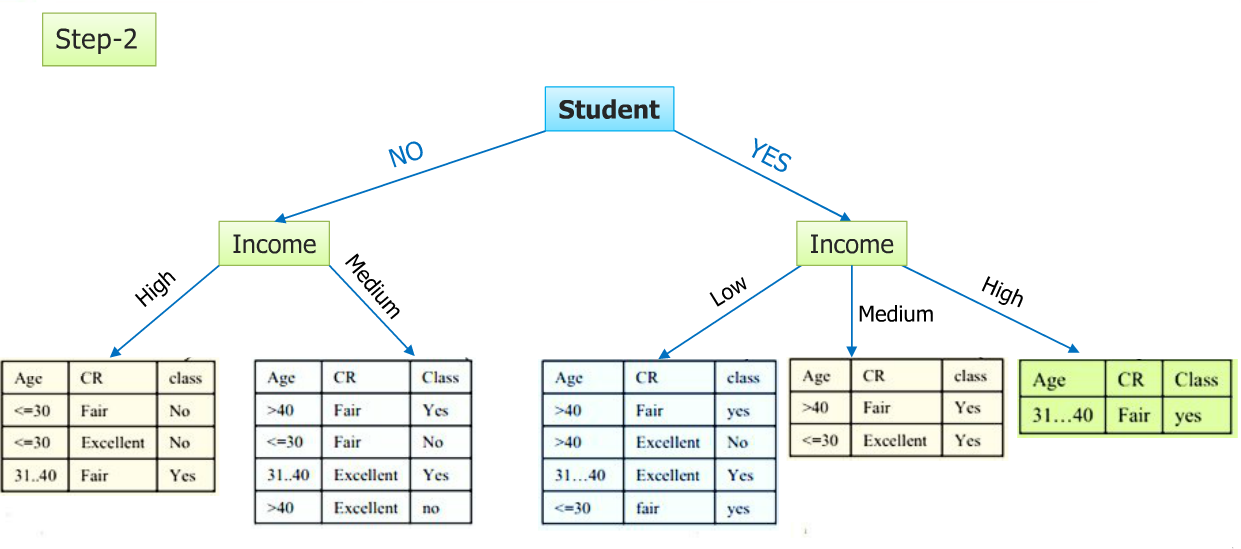 Step-2
Student
NO
YES
Income
Income
High
Medium
Low
Medium
High
Age CR class
<=30 Fair No
<=30 Excellent No
31..40 Fair Yes
Age CR Class
>40 Fair Yes
<=30 Fair No
31..40 Excellent Yes
>40 Excellent no
Age CR class
>40 Fair yes
>40 Excellent No
31...40 Excellent Yes
<=30 fair yes
Age CR class
>40 Fair Yes
<=30 Excellent Yes
Age CR Class
31...40 Fair yes